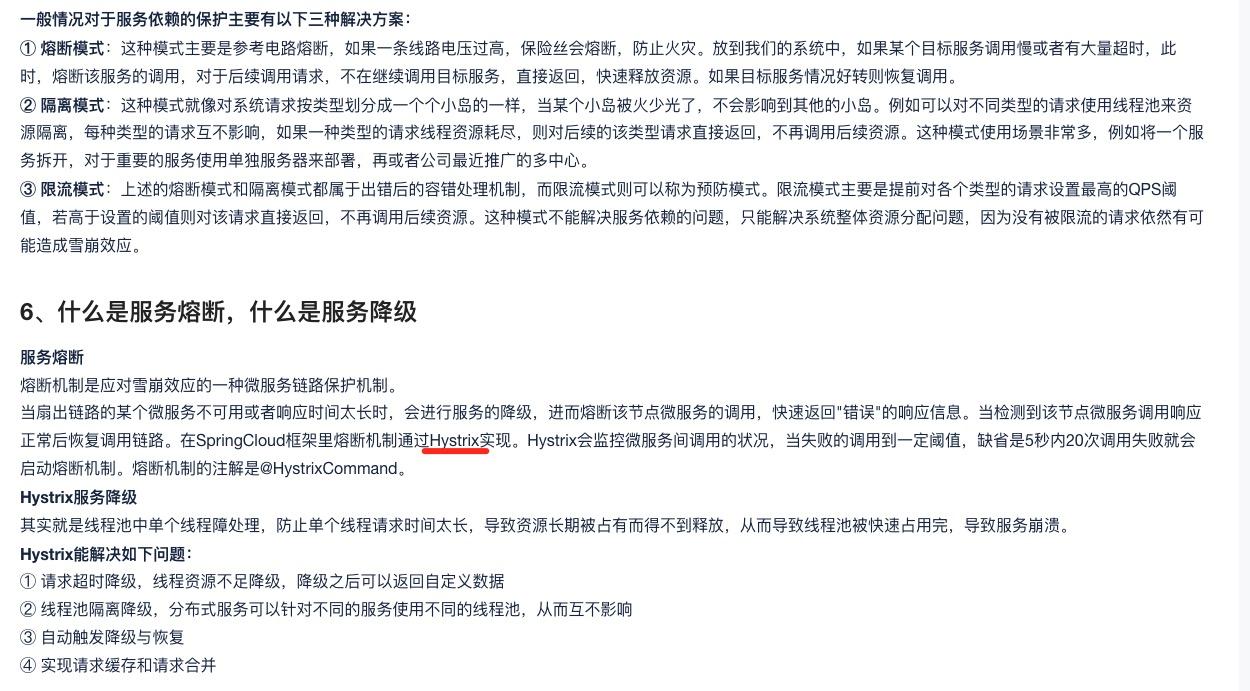 一般情况对于服务依赖的保护主要有以下三种解决方案：
① 熔断模式：这种模式主要是参考电路熔断，如果一条线路电压过高，保险丝会熔断，防止火灾。放到我们的系统中，如果某个目标服务调用慢或者有大量超时，此
时，熔断该服务的调用，对于后续调用请求，不在继续调用目标服务，直接返回，快速释放资源。如果目标服务情况好转则恢复调用。
② 隔离模式：这种模式就像对系统请求按类型划分成一个个小岛的一样，当某个小岛被火少光了，不会影响到其他的小岛。例如可以对不同类型的请求使用线程池来资
源隔离，每种类型的请求互不影响，如果一种类型的请求线程资源耗尽，则对后续的该类型请求直接返回，不再调用后续资源。这种模式使用场景非常多，例如将一个服
务拆开，对于重要的服务使用单独服务器来部署，再或者公司最近推广的多中心。
③ 限流模式：上述的熔断模式和隔离模式都属于出错后的容错处理机制，而限流模式则可以称为预防模式。限流模式主要是提前对各个类型的请求设置最高的QPS阈
值，若高于设置的阈值则对该请求直接返回，不再调用后续资源。这种模式不能解决服务依赖的问题，只能解决系统整体资源分配问题，因为没有被限流的请求依然有可
能造成雪崩效应。
6、什么是服务熔断，什么是服务降级
服务熔断
熔断机制是应对雪崩效应的一种微服务链路保护机制。
当扇出链路的某个微服务不可用或者响应时间太长时，会进行服务的降级，进而熔断该节点微服务的调用，快速返回"错误"的响应信息。当检测到该节点微服务调用响应
正常后恢复调用链路。在SpringCloud框架里熔断机制通过Hystrix实现。Hystrix会监控微服务间调用的状况，当失败的调用到一定阈值，缺省是5秒内20次调用失败就会
启动熔断机制。熔断机制的注解是@HystrixCommand。
Hystrix服务降级
其实就是线程池中单个线程障处理，防止单个线程请求时间太长，导致资源长期被占有而得不到释放，从而导致线程池被快速占用完，导致服务崩溃。
Hystrix能解决如下问题：
① 请求超时降级，线程资源不足降级，降级之后可以返回自定义数据
② 线程池隔离降级，分布式服务可以针对不同的服务使用不同的线程池，从而互不影响
③ 自动触发降级与恢复
④ 实现请求缓存和请求合并